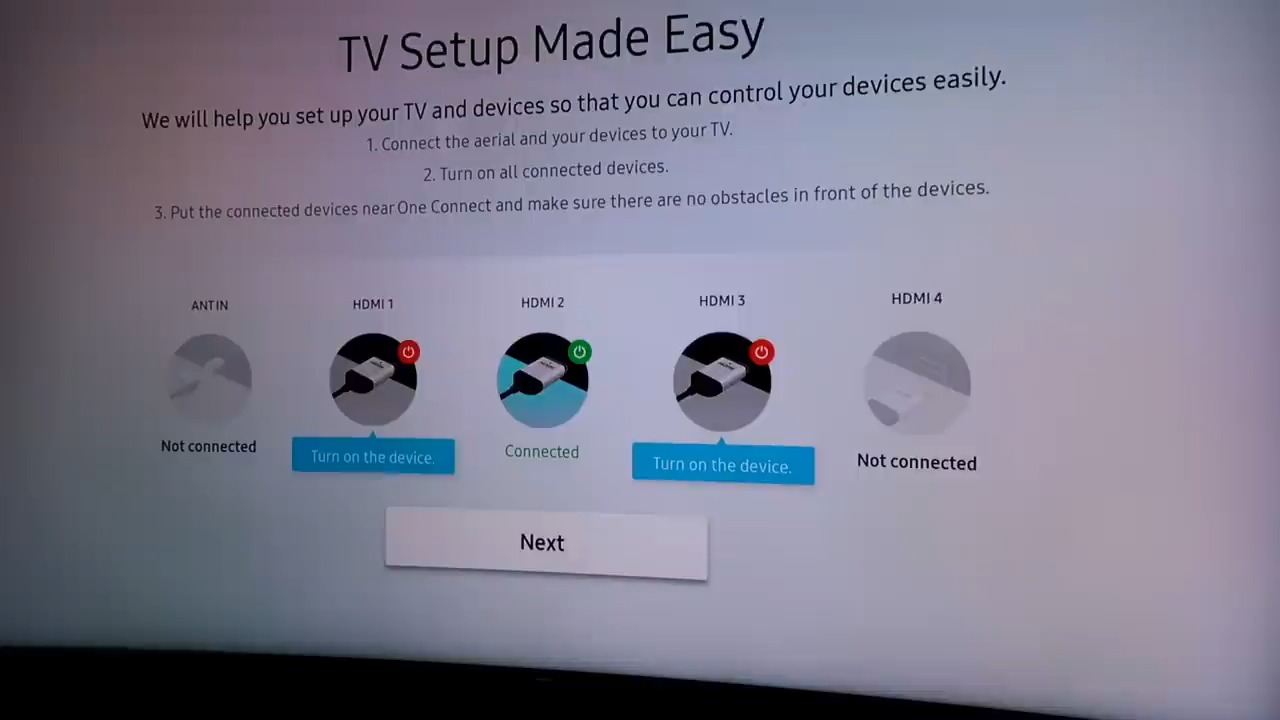 TV Setup Made Easy
We will help you set up your TV and devices so that you can control your devices easily.
1. Connect the aerial and your devices to your TV.
2. Turn on all connected devices.
3. Put the connected devices near One Connect and make sure there are no obstacles in front of the devices.
ANT IN HDMI 1 HDMI 2 HDMI 3 HDMI 4
Not connected Turn on the device. Connected Turn on the device. Not connected
Next